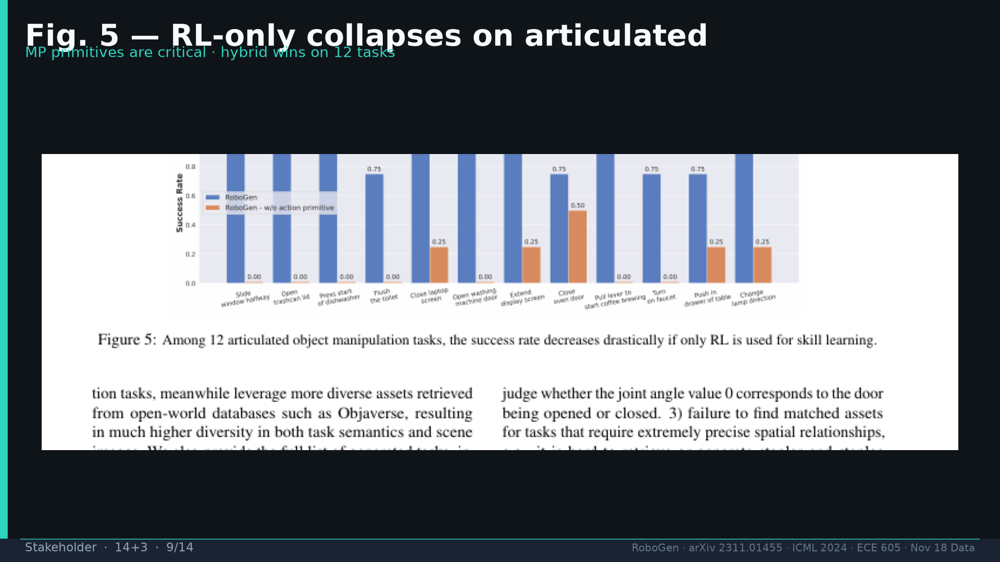 Fig. 5 — RL-only collapses on articulated
MP primitives are critical · hybrid wins on 12 tasks
Success Rate
0.8
0.6
0.4
0.2
0.0
RoboGen
RoboGen - w/o action primitive
0.00
0.00
0.00
0.75
0.00
0.25
0.00
0.25
0.75
0.50
0.00
0.75
0.00
0.75
0.25
0.25
Slide
window halfway
Open
trashcan lid
Press start
of dishwasher
Flush
the toilet
Close laptop
screen
Open washing
machine door
Extend
display screen
Close
oven door
Pull lever to
start coffee brewing
Turn
on faucet
Push in
drawer of table
Change
lamp direction
Figure 5: Among 12 articulated object manipulation tasks, the success rate decreases drastically if only RL is used for skill learning.
tion tasks, meanwhile leverage more diverse assets retrieved
from open-world databases such as Objaverse, resulting
in much higher diversity in both task semantics and scene
judge whether the joint angle value 0 corresponds to the door
being opened or closed. 3) failure to find matched assets
for tasks that require extremely precise spatial relationships,
Stakeholder · 14+3 · 9/14
RoboGen · arXiv 2311.01455 · ICML 2024 · ECE 605 · Nov 18 Data